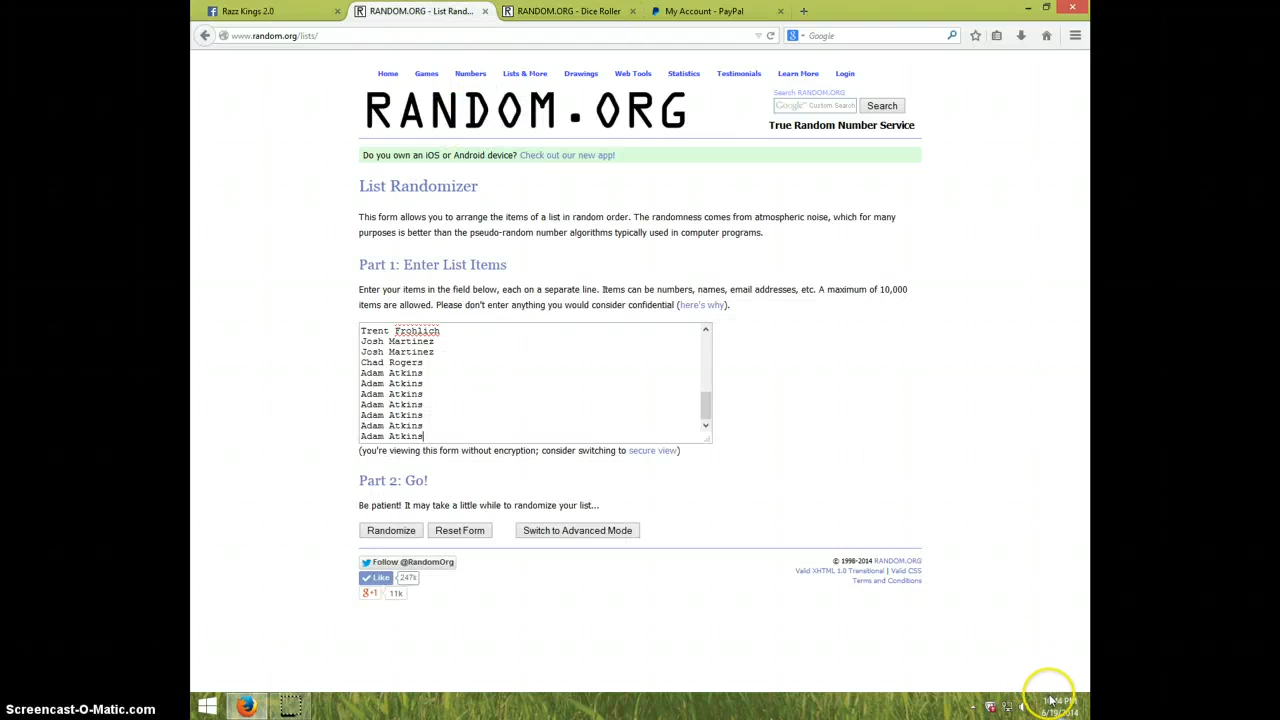 Razz Kings 2.0
RANDOM.ORG - List Rand...
RANDOM.ORG - Dice Roller
My Account - PayPal
www.random.org/lists/
Google
Home Games Numbers Lists & More Drawings Web Tools Statistics Testimonials Learn More Login
RANDOM.ORG
Search RANDOM.ORG
Google™ Custom Search
Search
True Random Number Service
Do you own an iOS or Android device? Check out our new app!
List Randomizer
This form allows you to arrange the items of a list in random order. The randomness comes from atmospheric noise, which for many
purposes is better than the pseudo-random number algorithms typically used in computer programs.
Part 1: Enter List Items
Enter your items in the field below, each on a separate line. Items can be numbers, names, email addresses, etc. A maximum of 10,000
items are allowed. Please don't enter anything you would consider confidential (here's why).
Trent Frohlich
Josh Martinez
Josh Martinez
Chad Rogers
Adam Atkins
Adam Atkins
Adam Atkins
Adam Atkins
Adam Atkins
Adam Atkins
Adam Atkins
(you're viewing this form without encryption; consider switching to secure view)
Part 2: Go!
Be patient! It may take a little while to randomize your list...
Randomize
Reset Form
Switch to Advanced Mode
Follow @RandomOrg
Like 247k
+1 11k
© 1998-2014 RANDOM.ORG
Valid XHTML 1.0 Transitional | Valid CSS
Terms and Conditions
PM
6/19/2014
Screencast-O-Matic.com